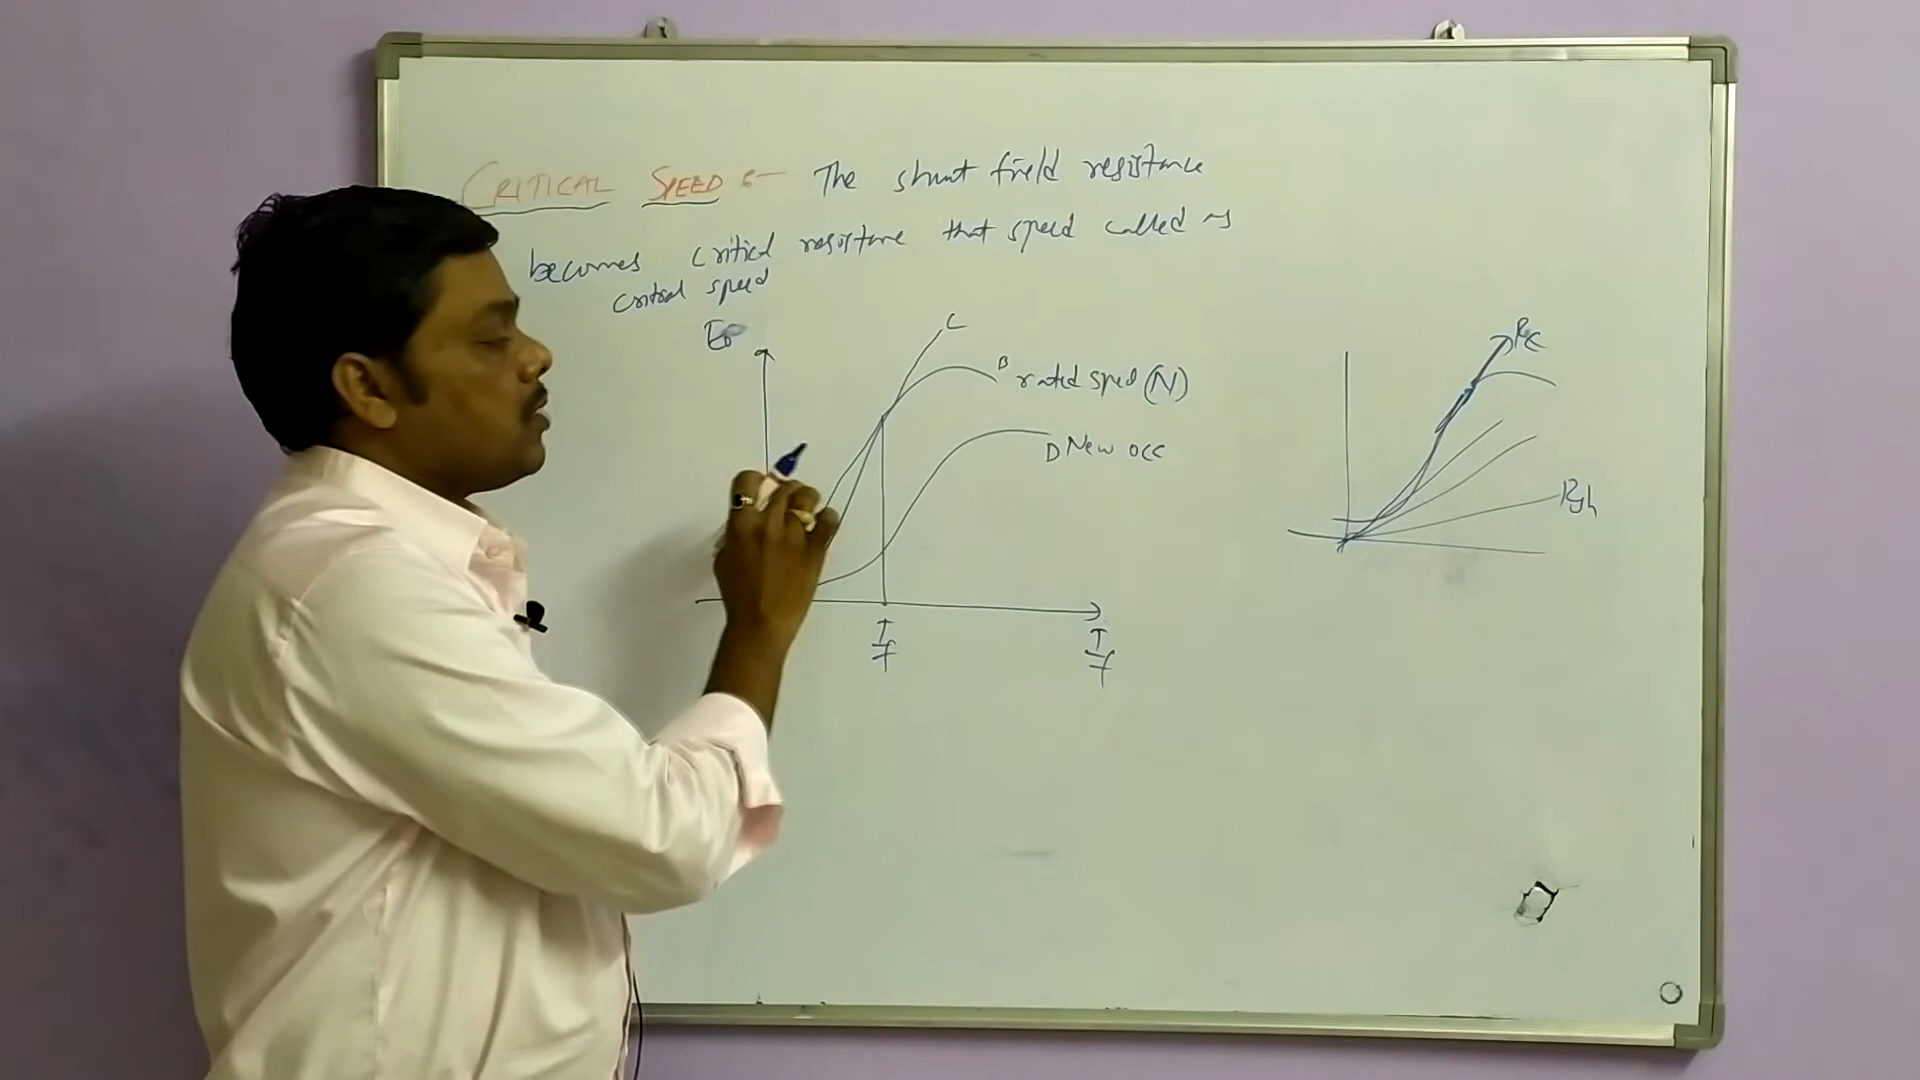 CRITICAL SPEED :- The shunt field resistance
becomes critical resistance that speed called as
critical speed
E₀
C
B rated speed (N)
D New OCC
If
If
Rc
Rsh